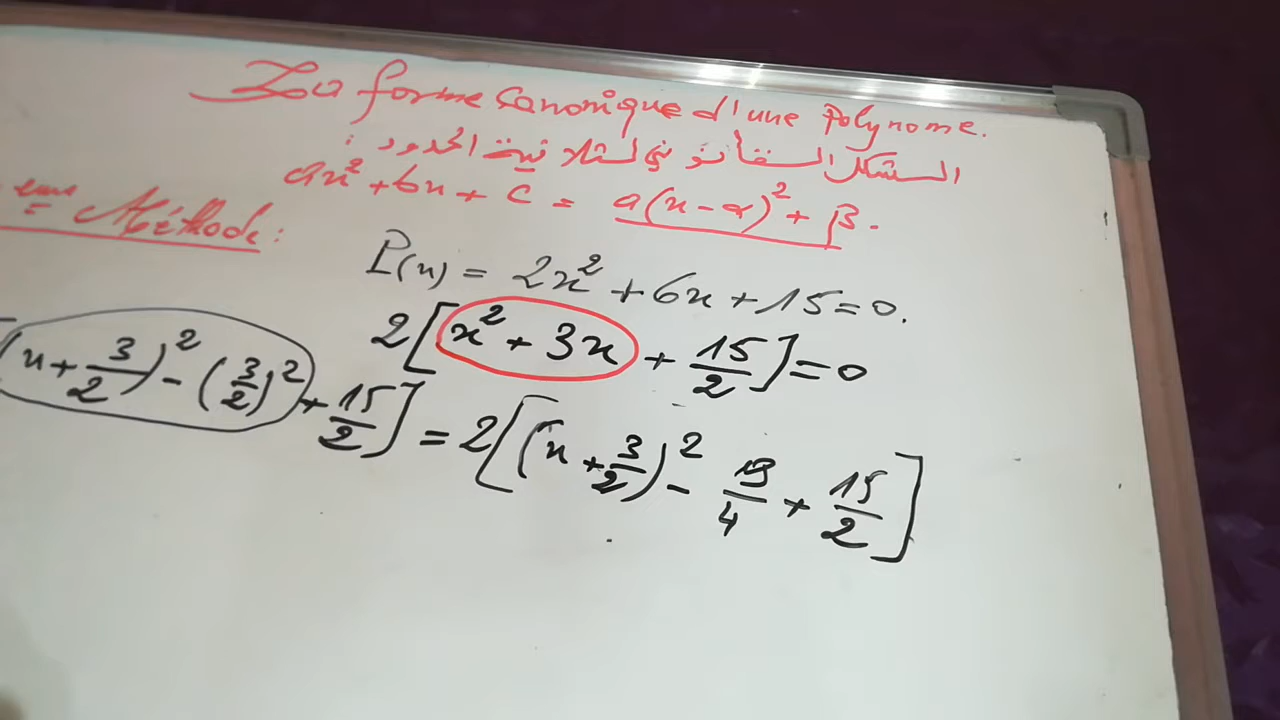 La forme canonique d'une Polynome.
الشكل القانوني لثلاثية الحدود :
ax² + bx + c = a(x - α)² + β.
eme Méthode:
P(x) = 2x² + 6x + 15 = 0.
2[x² + 3x + 15/2] = 0
[(x + 3/2)² - (3/2)² + 15/2] = 2[(x + 3/2)² - 9/4 + 15/2]